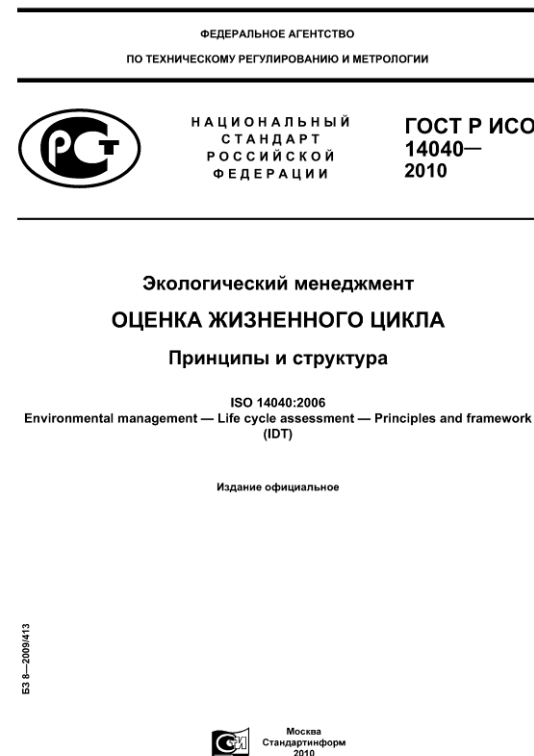 ФЕДЕРАЛЬНОЕ АГЕНТСТВО
ПО ТЕХНИЧЕСКОМУ РЕГУЛИРОВАНИЮ И МЕТРОЛОГИИ
РСТ
НАЦИОНАЛЬНЫЙ
СТАНДАРТ
РОССИЙСКОЙ
ФЕДЕРАЦИИ
ГОСТ Р ИСО
14040—
2010
Экологический менеджмент
ОЦЕНКА ЖИЗНЕННОГО ЦИКЛА
Принципы и структура
ISO 14040:2006
Environmental management — Life cycle assessment — Principles and framework
(IDT)
Издание официальное
БЗ 8—2009/413
Москва
Стандартинформ
2010